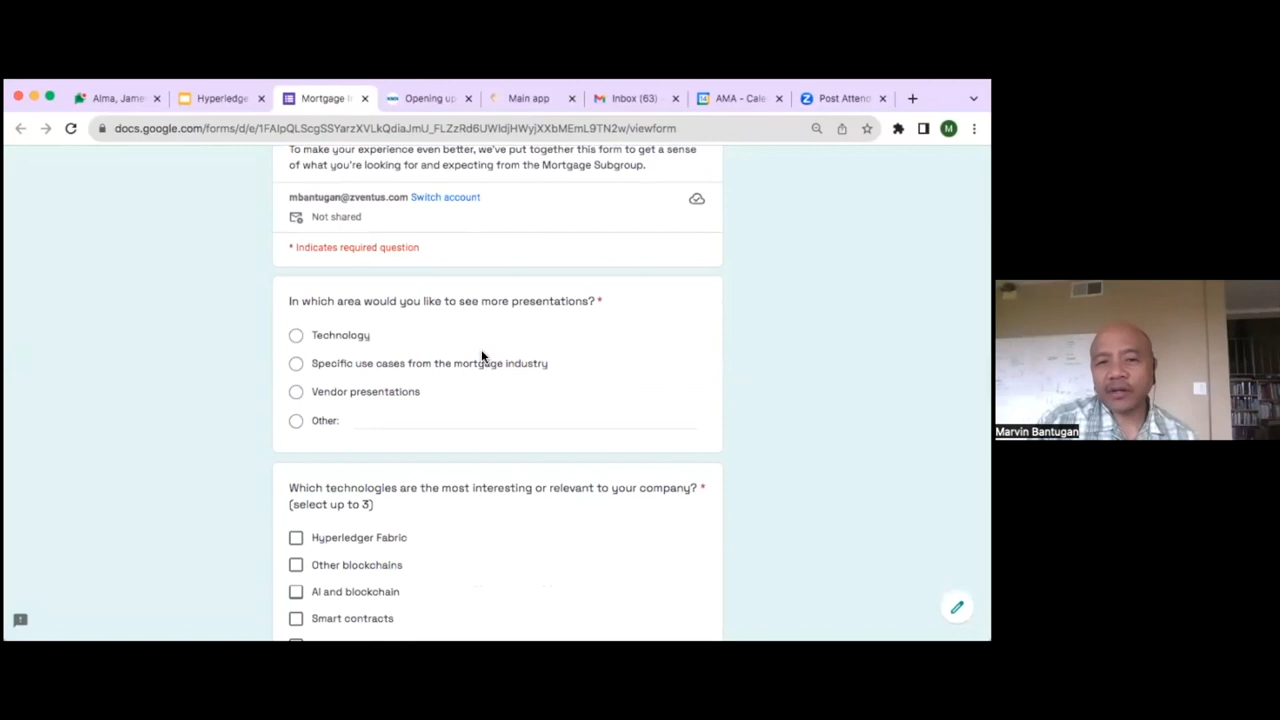 Alma, Jame
Hyperledge
Mortgage I
Opening up
Main app
Inbox (63)
AMA - Cale
Post Atteno
docs.google.com/forms/d/e/1FAIpQLScgSSYarzXVLkQdiaJmU_FLZzRd6UWldjHWyjXXbMEmL9TN2w/viewform
M
To make your experience even better, we've put together this form to get a sense
of what you're looking for and expecting from the Mortgage Subgroup.
mbantugan@zventus.com Switch account
Not shared
* Indicates required question
In which area would you like to see more presentations? *
Technology
Specific use cases from the mortgage industry
Vendor presentations
Other:
Which technologies are the most interesting or relevant to your company? *
(select up to 3)
Hyperledger Fabric
Other blockchains
AI and blockchain
Smart contracts
Marvin Bantugan